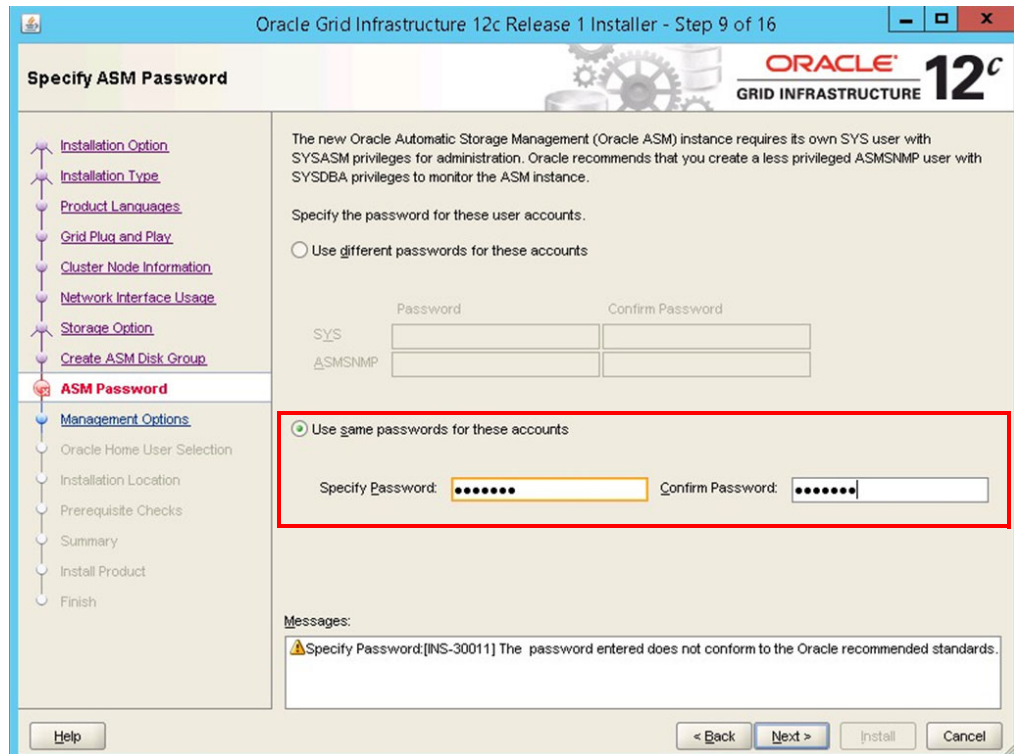 Oracle Grid Infrastructure 12c Release 1 Installer - Step 9 of 16
Specify ASM Password
ORACLE
GRID INFRASTRUCTURE
12c
Installation Option
Installation Type
Product Languages
Grid Plug and Play
Cluster Node Information
Network Interface Usage
Storage Option
Create ASM Disk Group
ASM Password
Management Options
Oracle Home User Selection
Installation Location
Prerequisite Checks
Summary
Install Product
Finish
The new Oracle Automatic Storage Management (Oracle ASM) instance requires its own SYS user with
SYSASM privileges for administration. Oracle recommends that you create a less privileged ASMSNMP user with
SYSDBA privileges to monitor the ASM instance.
Specify the password for these user accounts.
Use different passwords for these accounts
Password Confirm Password
SYS
ASMSNMP
Use same passwords for these accounts
Specify Password: ●●●●●●● Confirm Password: ●●●●●●●
Messages:
Specify Password:[INS-30011] The password entered does not conform to the Oracle recommended standards.
Help < Back Next > Install Cancel